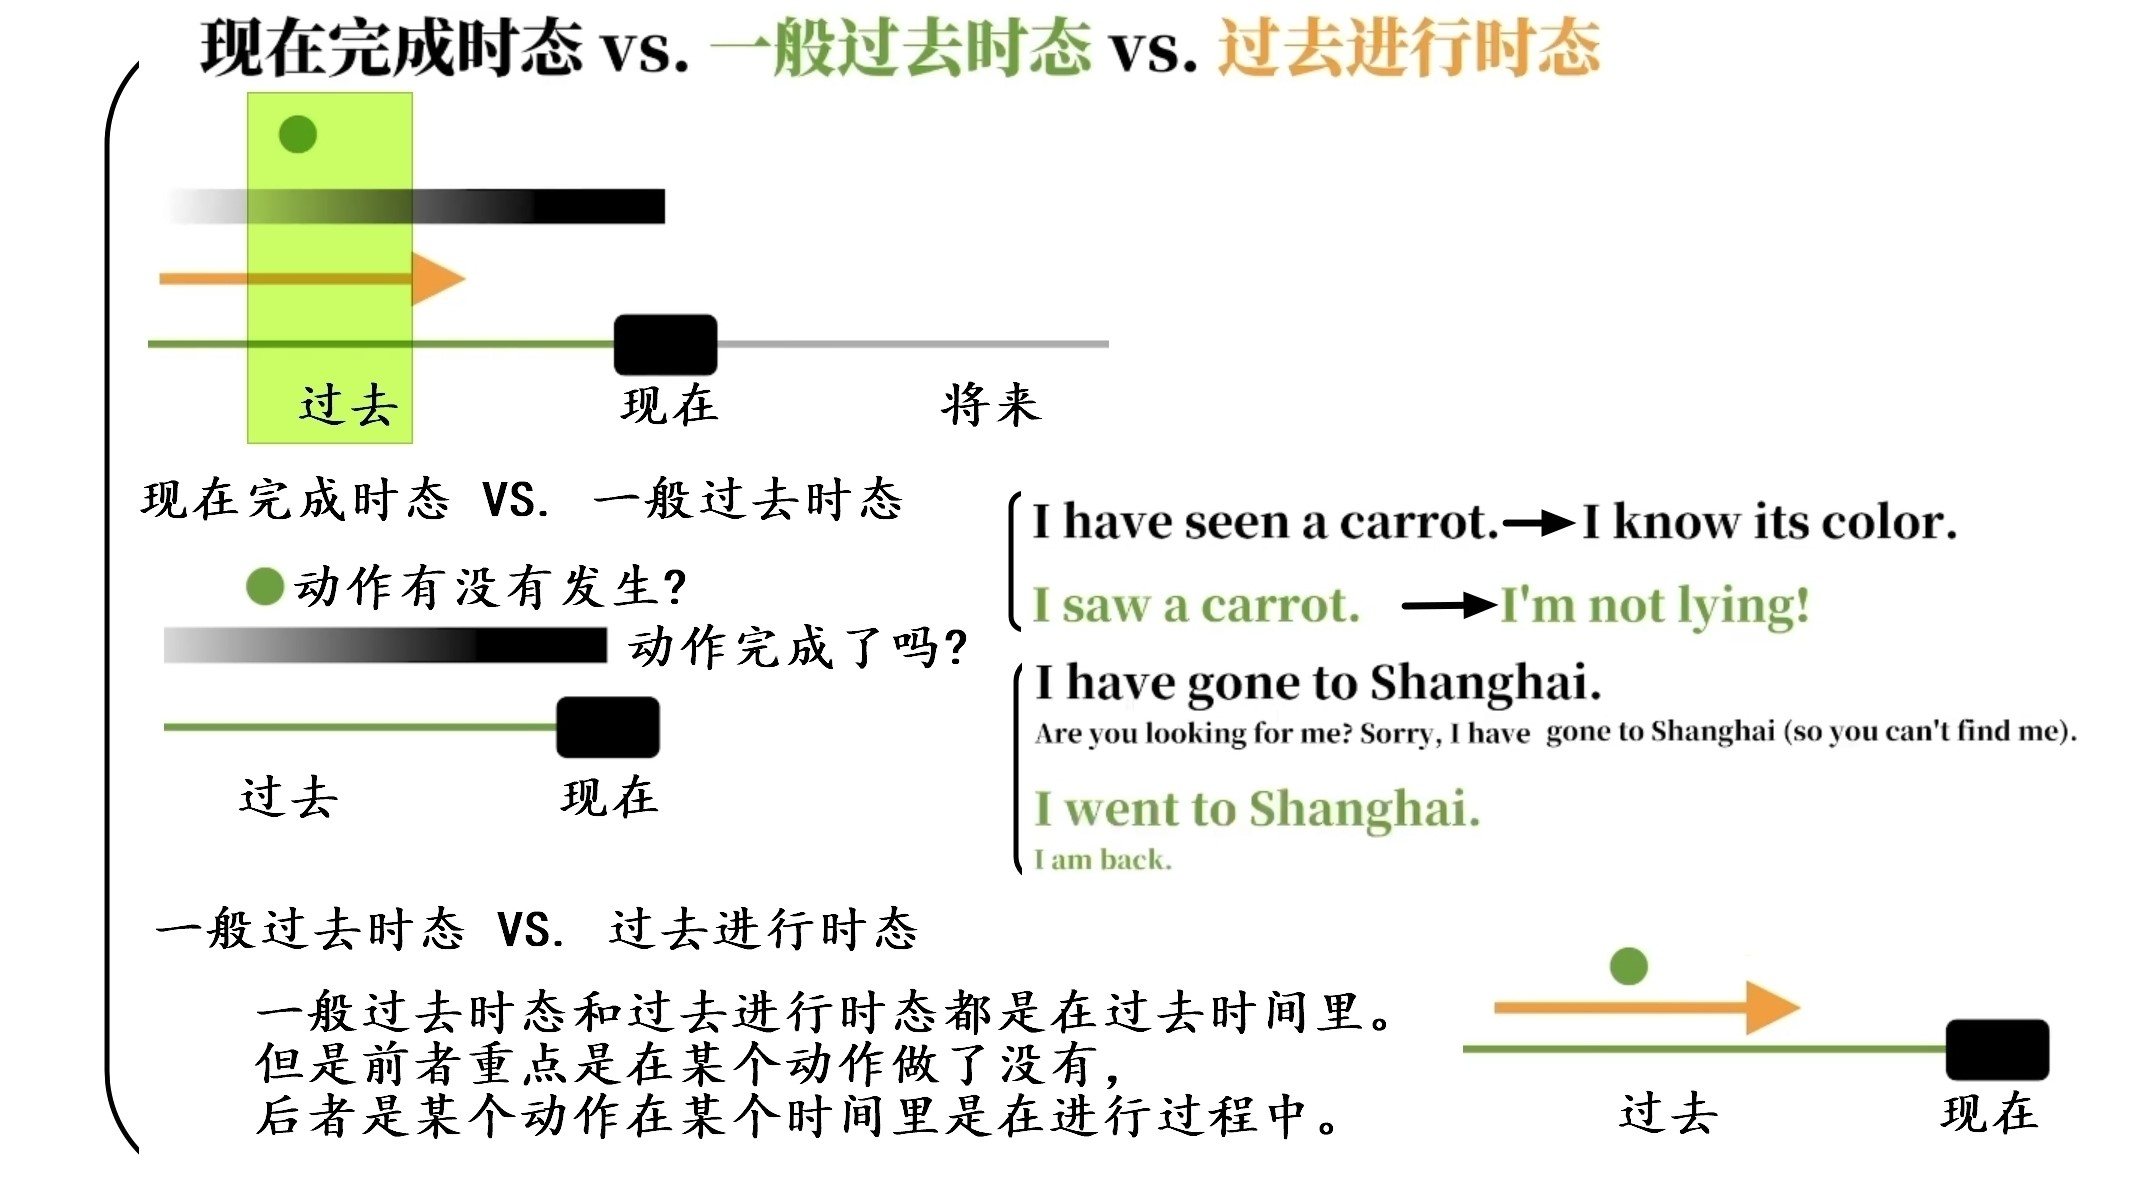 现在完成时态 vs. 一般过去时态 vs. 过去进行时态
过去 现在 将来
现在完成时态 VS. 一般过去时态
动作有没有发生?
动作完成了吗?
过去 现在
I have seen a carrot. I know its color.
I saw a carrot. I'm not lying!
I have gone to Shanghai.
Are you looking for me? Sorry, I have gone to Shanghai (so you can't find me).
I went to Shanghai.
I am back.
一般过去时态 VS. 过去进行时态
一般过去时态和过去进行时态都是在过去时间里。
但是前者重点是在某个动作做了没有,
后者是某个动作在某个时间里是在进行过程中。
过去 现在